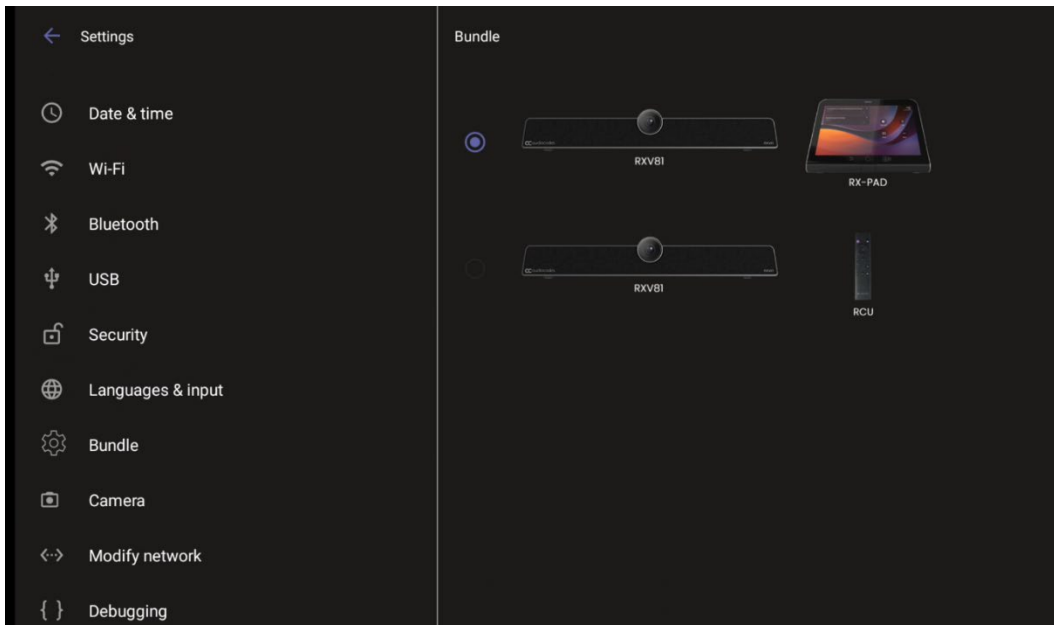 Settings
Date & time
Wi-Fi
Bluetooth
USB
Security
Languages & input
Bundle
Camera
Modify network
Debugging
Bundle
RXV81
RX-PAD
RXV81
RCU